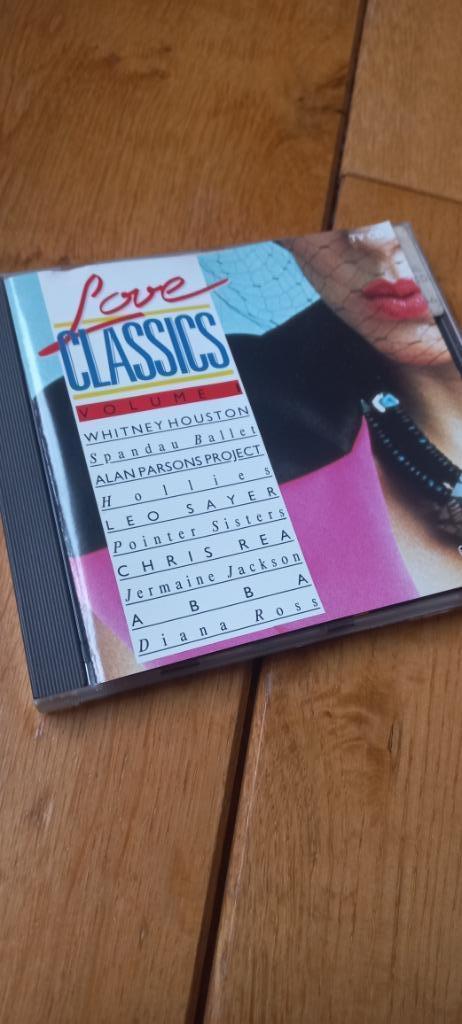 Love
CLASSICS
VOLUME 1
WHITNEY HOUSTON
Spandau Ballet
ALAN PARSONS PROJECT
Hollies
LEO SAYER
Pointer Sisters
CHRIS REA
Jermaine Jackson
ABBA
Diana Ross